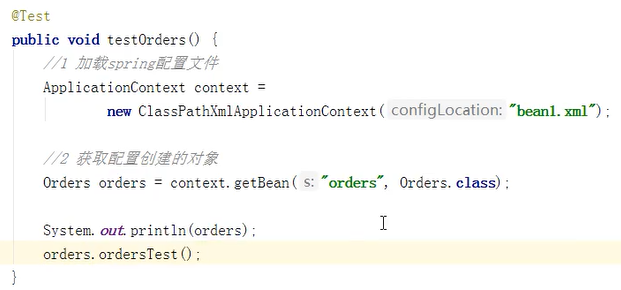 @Test
public void testOrders() {
//1 加载spring配置文件
ApplicationContext context =
new ClassPathXmlApplicationContext( configLocation: "bean1.xml");
//2 获取配置创建的对象
Orders orders = context.getBean( s: "orders", Orders.class);
System.out.println(orders);
orders.ordersTest();
}